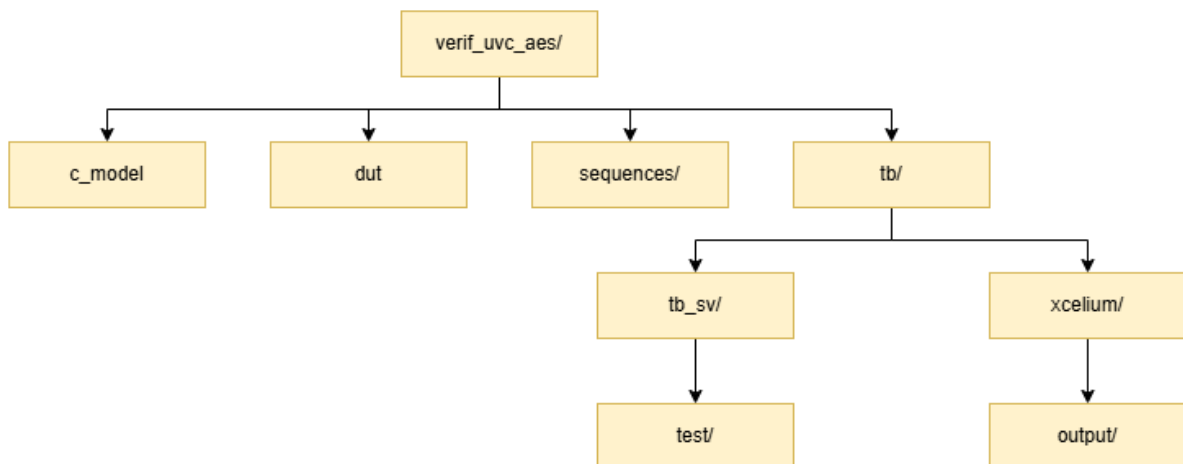 verif_uvc_aes/
c_model
dut
sequences/
tb/
tb_sv/
xcelium/
test/
output/